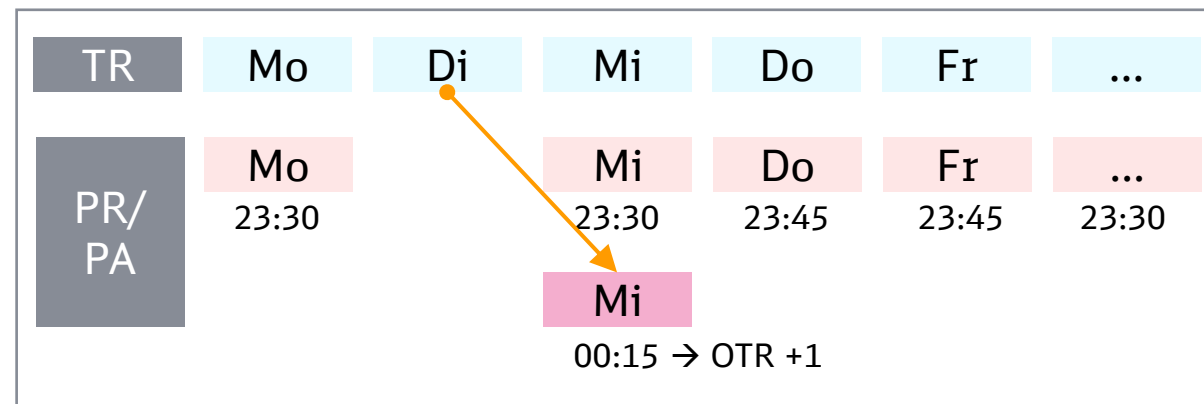 TR Mo Di Mi Do Fr ...
PR/
PA
Mo Mi Do Fr ...
23:30 23:30 23:45 23:45 23:30
Mi
00:15 → OTR +1